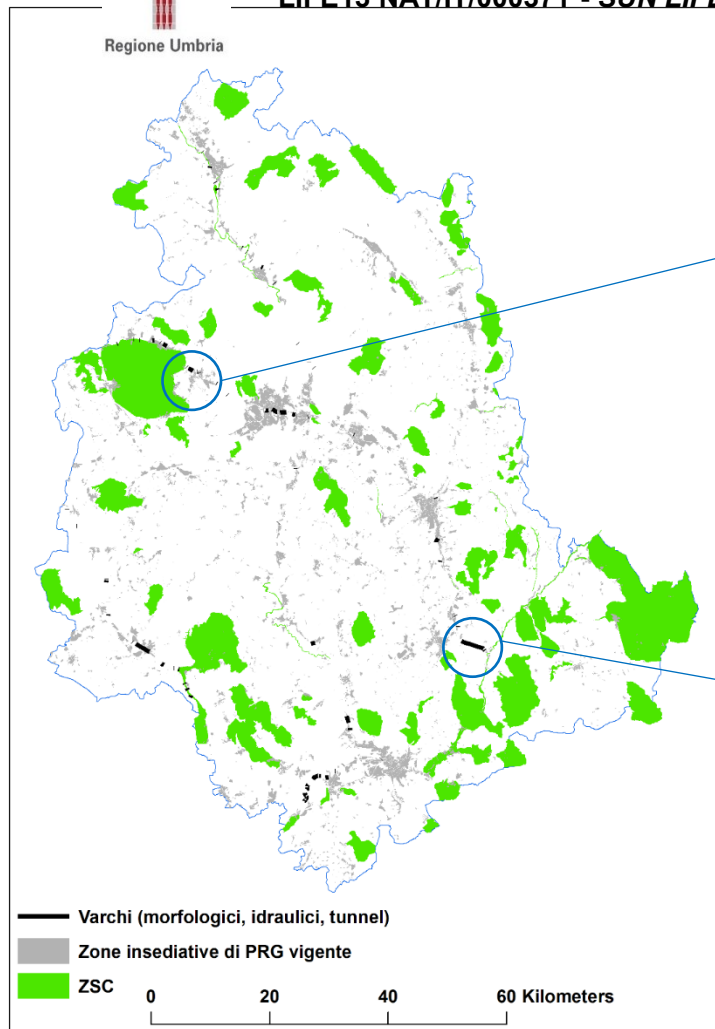 Regione Umbria
Varchi (morfologici, idraulici, tunnel)
Zone insediative di PRG vigente
ZSC
0 20 40 60 Kilometers